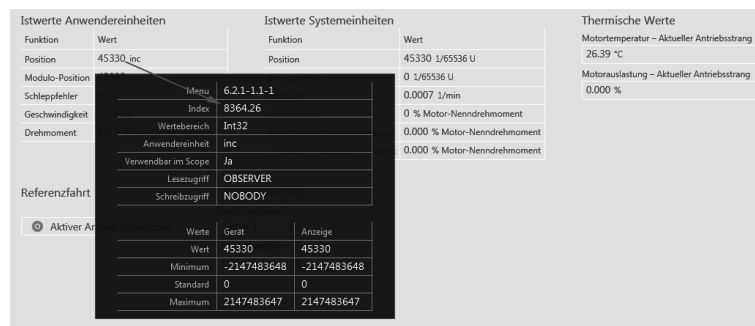 Istwerte Anwendereinheiten
Funktion Wert
Position 45330 inc
Modulo-Position
Schleppfehler
Geschwindigkeit
Drehmoment
Istwerte Systemeinheiten
Funktion Wert
Position 45330 1/65536 U
0 1/65536 U
0.0007 1/min
0 % Motor-Nenndrehmoment
0.000 % Motor-Nenndrehmoment
0.000 % Motor-Nenndrehmoment
Thermische Werte
Motortemperatur – Aktueller Antriebsstrang
26.39 °C
Motorauslastung – Aktueller Antriebsstrang
0.000 %
Menu 6.2.1-1.1-1
Index 8364.26
Wertebereich Int32
Anwendereinheit inc
Verwendbar im Scope Ja
Lesezugriff OBSERVER
Schreibzugriff NOBODY
Werte Gerät Anzeige
Wert 45330 45330
Minimum -2147483648 -2147483648
Standard 0 0
Maximum 2147483647 2147483647
Referenzfahrt
Aktiver